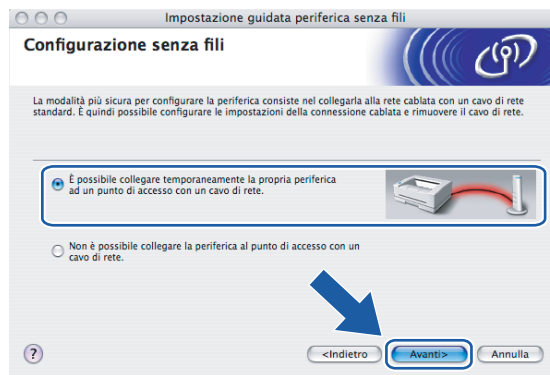 Impostazione guidata periferica senza fili
Configurazione senza fili
La modalità più sicura per configurare la periferica consiste nel collegarla alla rete cablata con un cavo di rete
standard. È quindi possibile configurare le impostazioni della connessione cablata e rimuovere il cavo di rete.
È possibile collegare temporaneamente la propria periferica
ad un punto di accesso con un cavo di rete.
Non è possibile collegare la periferica al punto di accesso con un
cavo di rete.
?
<Indietro
Avanti>
Annulla